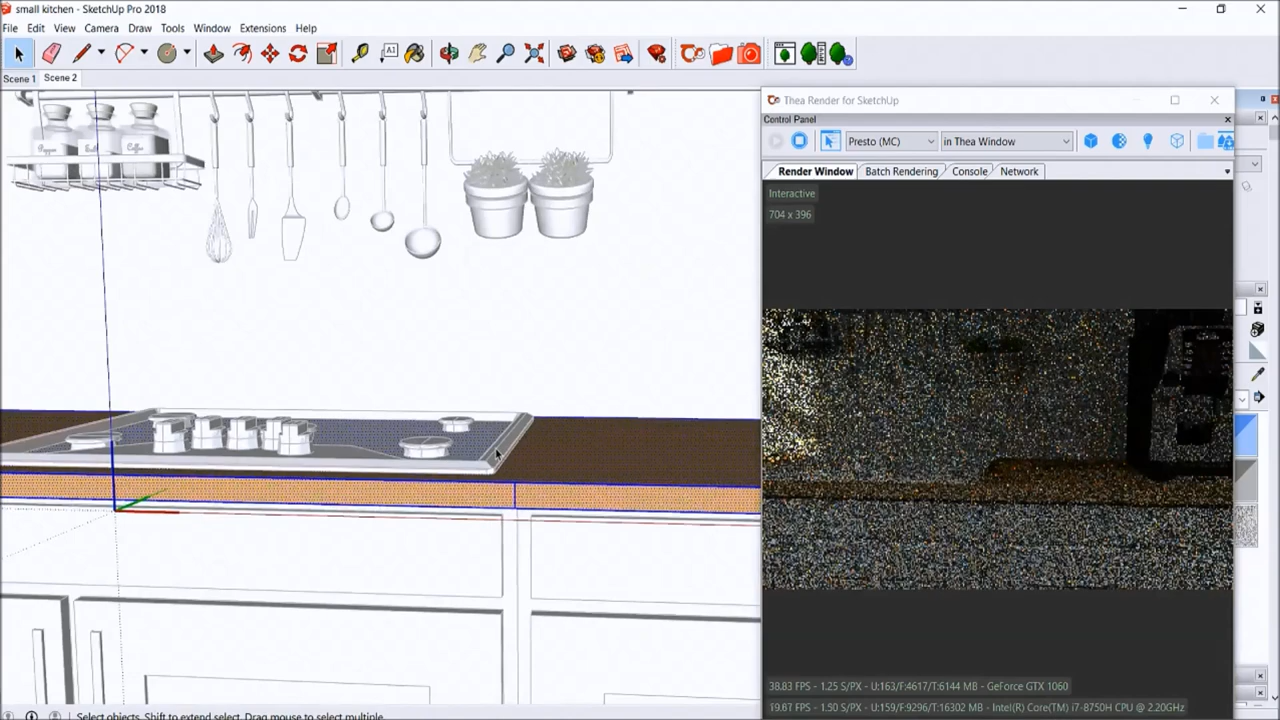 small kitchen - SketchUp Pro 2018
File Edit View Camera Draw Tools Window Extensions Help
A1
Scene 1 Scene 2
Coffee
Thea Render for SketchUp
Control Panel
Presto (MC) in Thea Window
Render Window Batch Rendering Console Network
Interactive
704 x 396
38.83 FPS - 1.25 S/PX - U:163/F:4617/T:6144 MB - GeForce GTX 1060
19.67 FPS - 1.50 S/PX - U:159/F:9296/T:16302 MB - Intel(R) Core(TM) i7-8750H CPU @ 2.20GHz
Select objects. Shift to extend select. Drag mouse to select multiple.